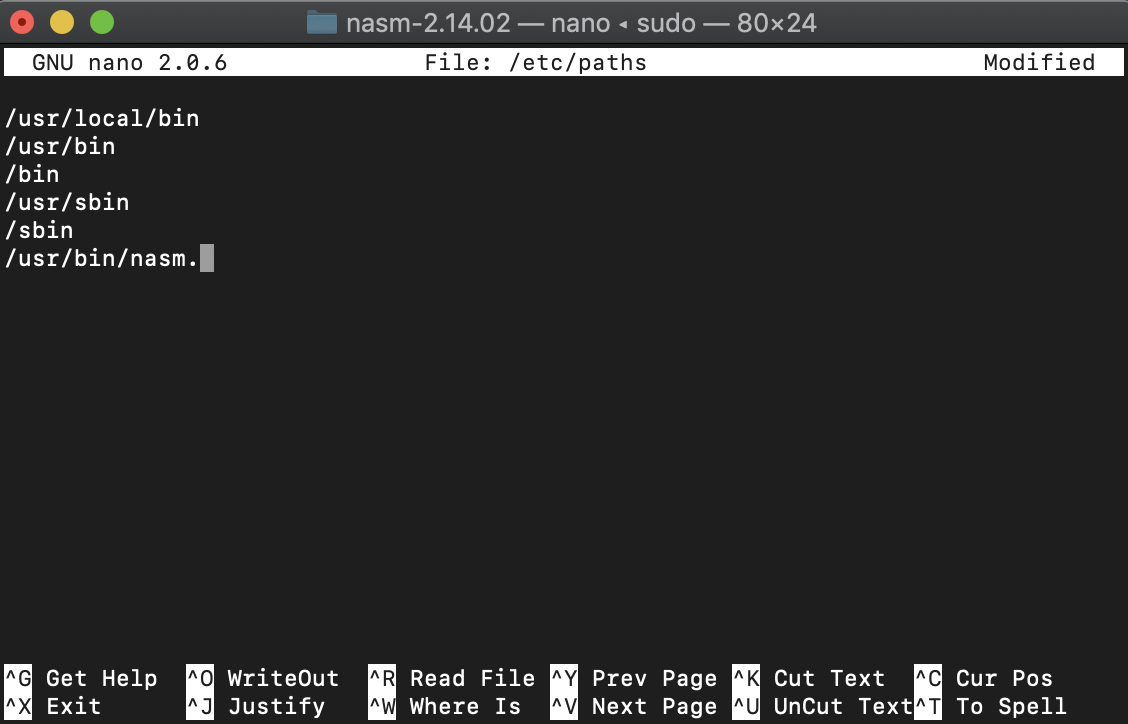 nasm-2.14.02 — nano ◂ sudo — 80×24
GNU nano 2.0.6 File: /etc/paths Modified
/usr/local/bin
/usr/bin
/bin
/usr/sbin
/sbin
/usr/bin/nasm.
^G Get Help ^O WriteOut ^R Read File ^Y Prev Page ^K Cut Text ^C Cur Pos
^X Exit ^J Justify ^W Where Is ^V Next Page ^U UnCut Text^T To Spell